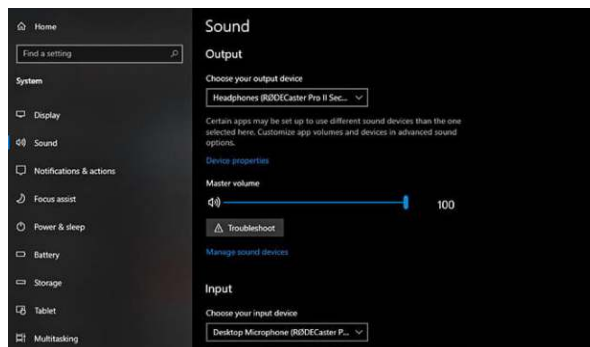 Home
Find a setting
System
Display
Sound
Notifications & actions
Focus assist
Power & sleep
Battery
Storage
Tablet
Multitasking
Sound
Output
Choose your output device
Headphones (RØDECaster Pro II Sec...
Certain apps may be set up to use different sound devices than the one
selected here. Customize app volumes and devices in advanced sound
options.
Device properties
Master volume
100
Troubleshoot
Manage sound devices
Input
Choose your input device
Desktop Microphone (RØDECaster P...